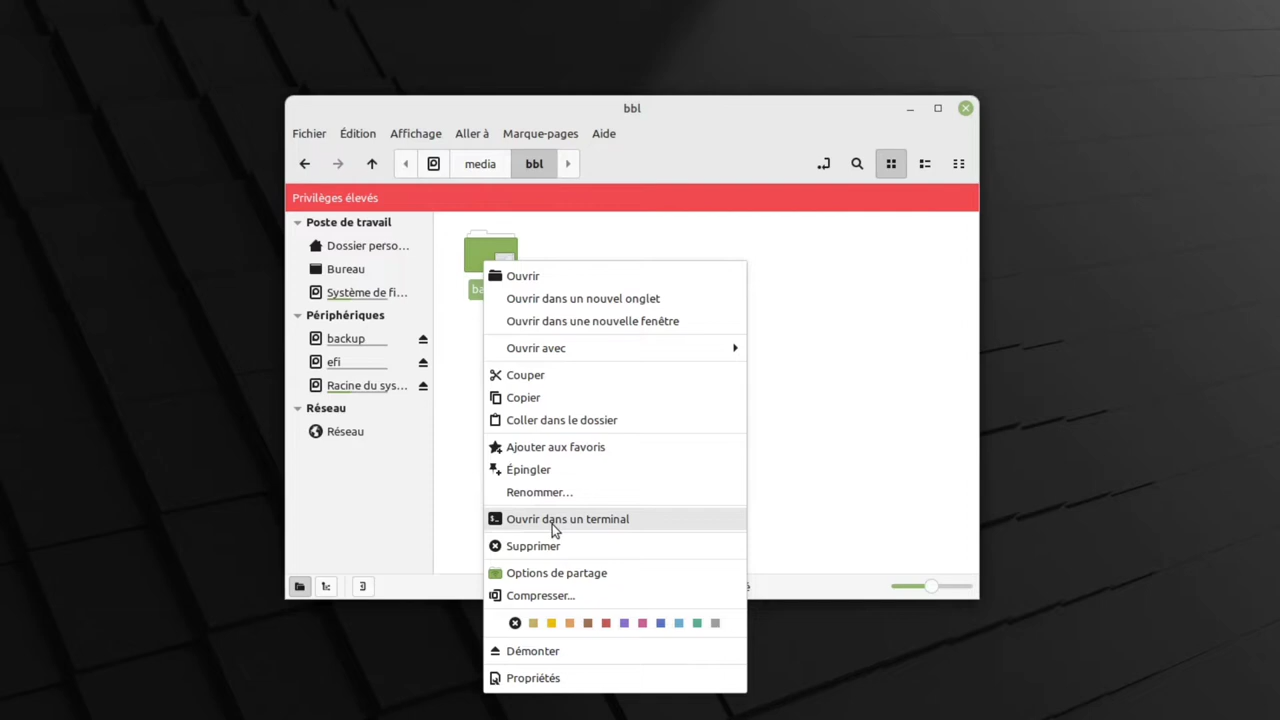 bbl
Fichier Édition Affichage Aller à Marque-pages Aide
media bbl
Privilèges élevés
Poste de travail
Dossier perso...
Bureau
Système de fi...
Périphériques
backup
efi
Racine du sys...
Réseau
Réseau
Ouvrir
Ouvrir dans un nouvel onglet
Ouvrir dans une nouvelle fenêtre
Ouvrir avec
Couper
Copier
Coller dans le dossier
Ajouter aux favoris
Épingler
Renommer...
Ouvrir dans un terminal
Supprimer
Options de partage
Compresser...
Démonter
Propriétés